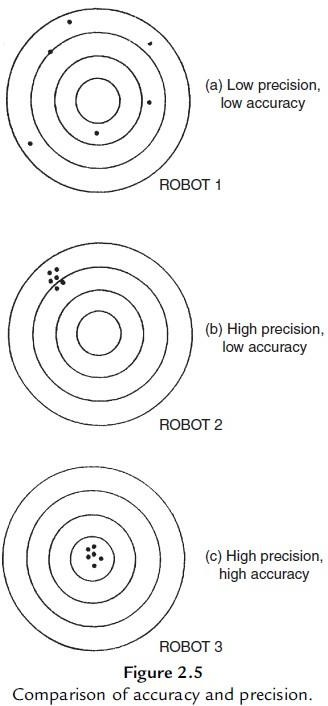 (a) Low precision,
low accuracy
ROBOT 1
(b) High precision,
low accuracy
ROBOT 2
(c) High precision,
high accuracy
ROBOT 3
Figure 2.5
Comparison of accuracy and precision.